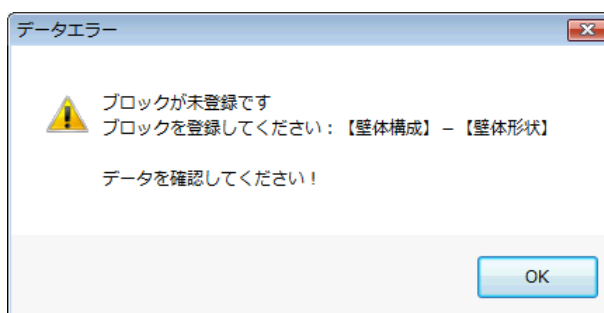 データエラー
ブロックが未登録です
ブロックを登録してください：【壁体構成】－【壁体形状】
データを確認してください！
OK